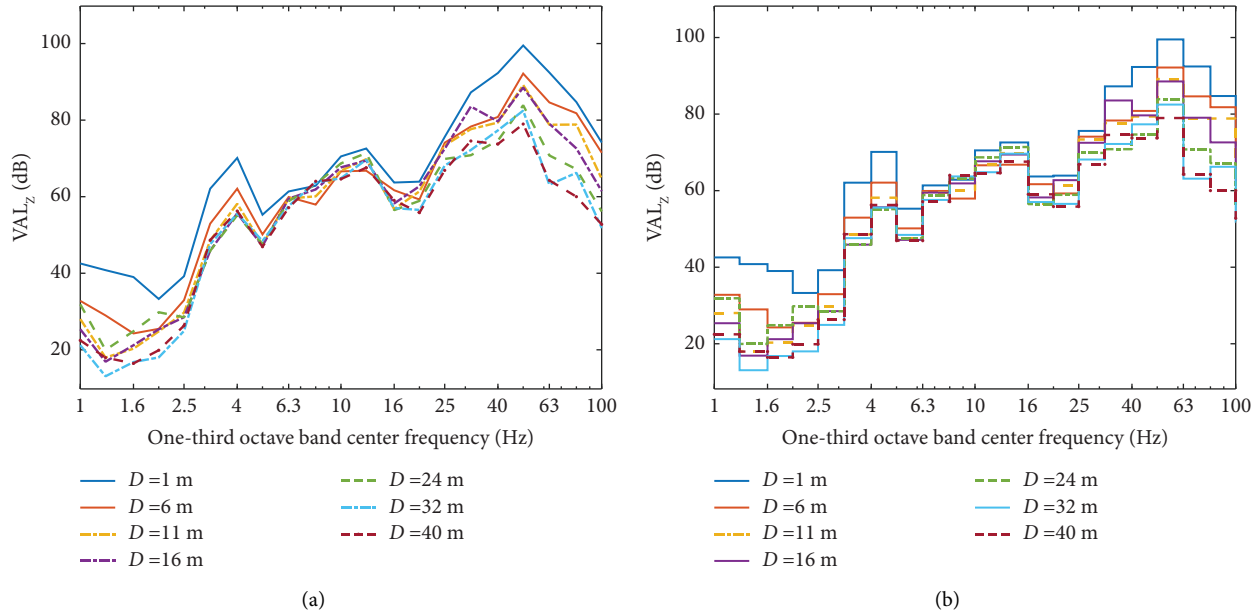 100
80
60
40
20
VALZ (dB)
1 1.6 2.5 4 6.3 10 16 25 40 63 100
One-third octave band center frequency (Hz)
D =1 m
D =6 m
D =11 m
D =16 m
D =24 m
D =32 m
D =40 m
(a)
100
80
60
40
20
VALZ (dB)
1 1.6 2.5 4 6.3 10 16 25 40 63 100
One-third octave band center frequency (Hz)
D =1 m
D =6 m
D =11 m
D =16 m
D =24 m
D =32 m
D =40 m
(b)